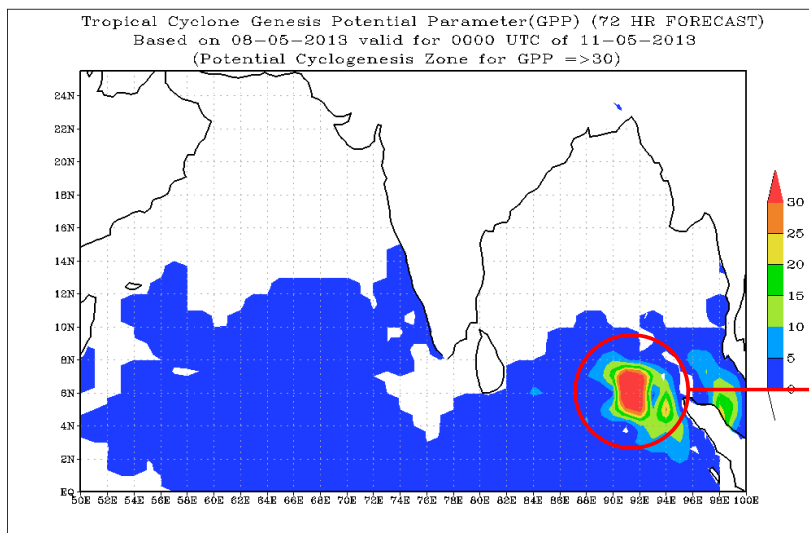 Tropical Cyclone Genesis Potential Parameter(GPP) (72 HR FORECAST)
Based on 08-05-2013 valid for 0000 UTC of 11-05-2013
(Potential Cyclogenesis Zone for GPP =>30)
24N
22N
20N
18N
16N
14N
12N
10N
8N
6N
4N
2N
EQ
50E 52E 54E 56E 58E 60E 62E 64E 66E 68E 70E 72E 74E 76E 78E 80E 82E 84E 86E 88E 90E 92E 94E 96E 98E 100E
30
25
20
15
10
5
0